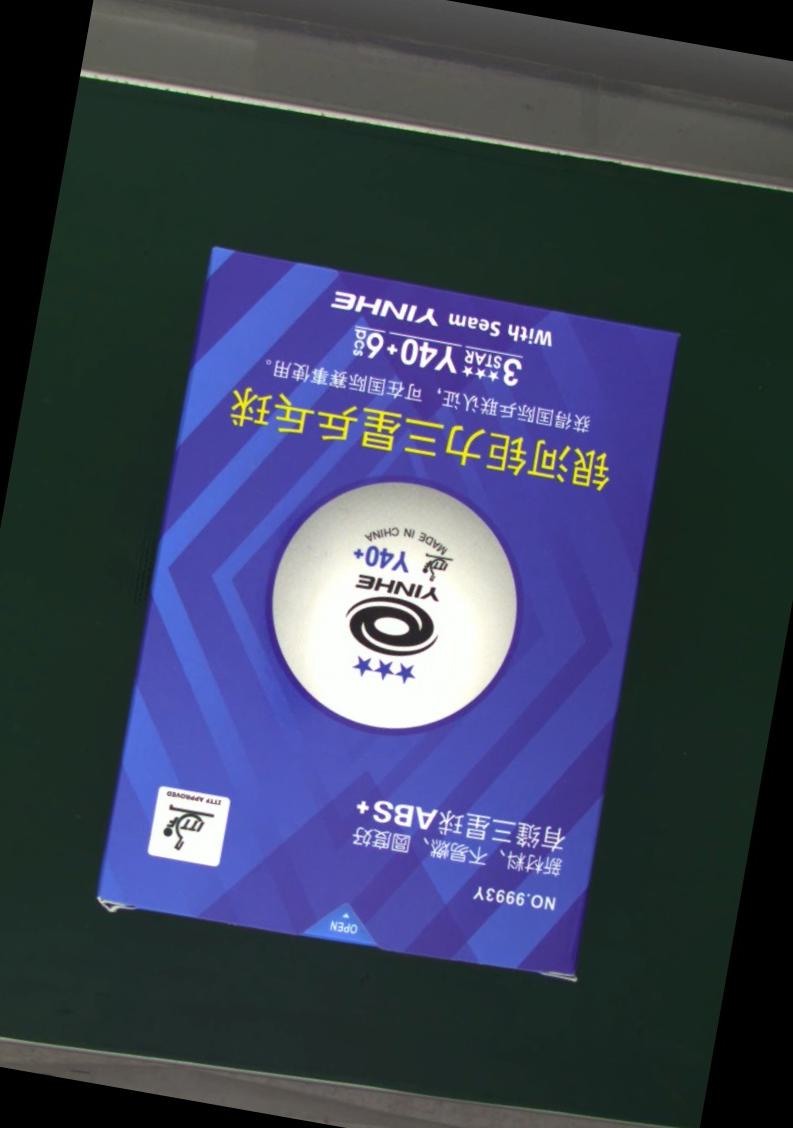 OPEN
NO.9993Y
新材料、不易燃、圆度好
有缝三星球ABS+
ITTF
ITTF APPROVED
YINHE
Y40+
ITTF
MADE IN CHINA
银河钜力三星乒乓球
获得国际乒联认证，可在国际赛事使用。
3 STAR Y40+ 6 pcs
With Seam YINHE